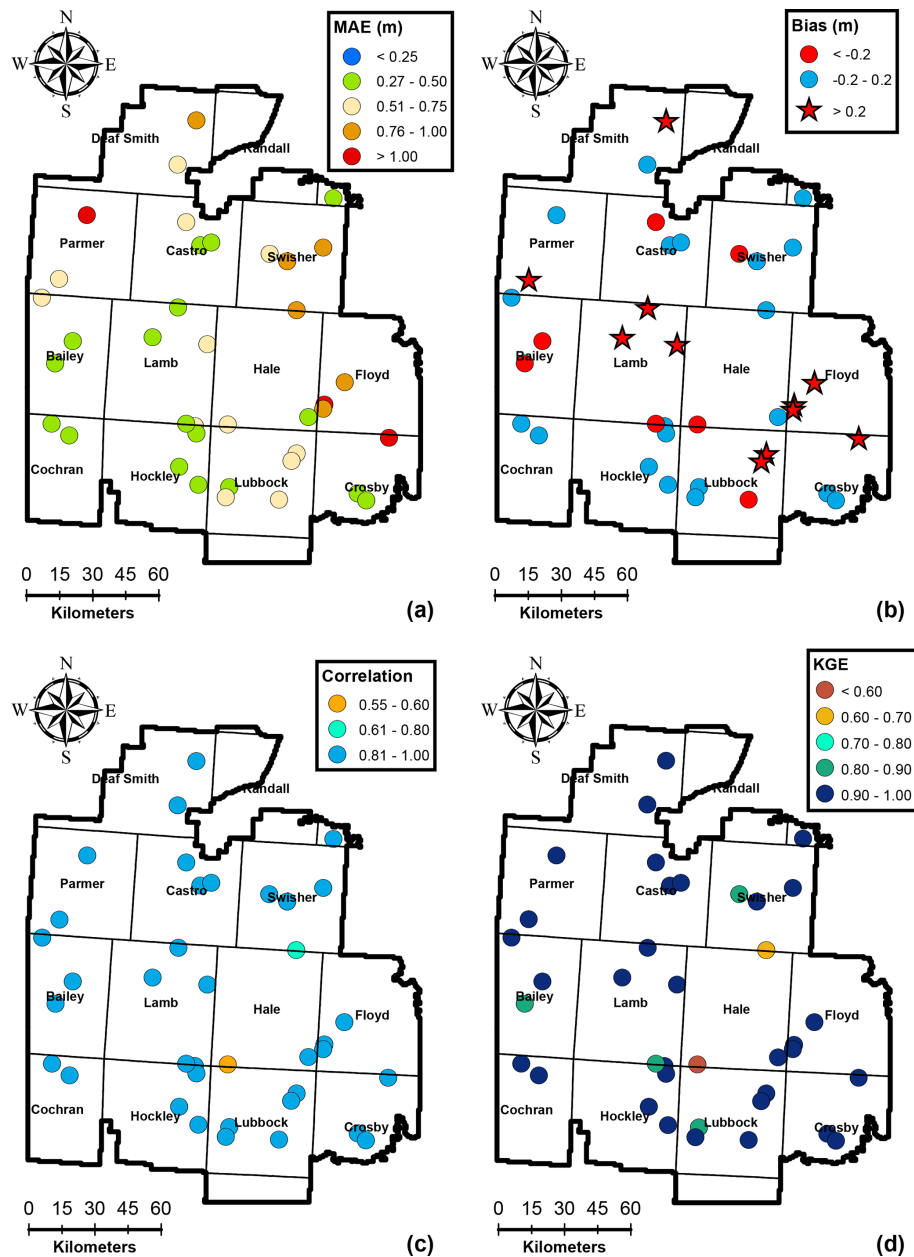 N
W E
S
MAE (m)
< 0.25
0.27 - 0.50
0.51 - 0.75
0.76 - 1.00
> 1.00
Deaf Smith
Randall
Parmer
Castro
Swisher
Bailey
Lamb
Hale
Floyd
Cochran
Hockley
Lubbock
Crosby
0 15 30 45 60
Kilometers
(a)
N
W E
S
Bias (m)
< -0.2
-0.2 - 0.2
> 0.2
Deaf Smith
Randall
Parmer
Castro
Swisher
Bailey
Lamb
Hale
Floyd
Cochran
Hockley
Lubbock
Crosby
0 15 30 45 60
Kilometers
(b)
N
W E
S
Correlation
0.55 - 0.60
0.61 - 0.80
0.81 - 1.00
Deaf Smith
Randall
Parmer
Castro
Swisher
Bailey
Lamb
Hale
Floyd
Cochran
Hockley
Lubbock
Crosby
0 15 30 45 60
Kilometers
(c)
N
W E
S
KGE
< 0.60
0.60 - 0.70
0.70 - 0.80
0.80 - 0.90
0.90 - 1.00
Deaf Smith
Randall
Parmer
Castro
Swisher
Bailey
Lamb
Hale
Floyd
Cochran
Hockley
Lubbock
Crosby
0 15 30 45 60
Kilometers
(d)